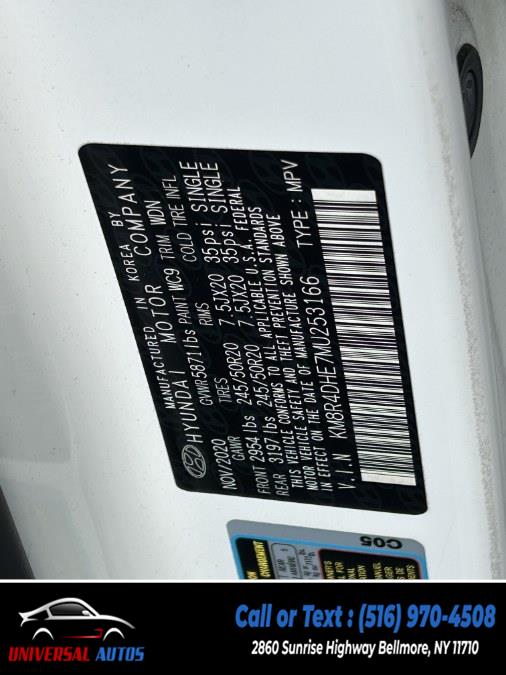 MANUFACTURED IN KOREA BY
HYUNDAI MOTOR COMPANY
NOV/2020 GVWR5871lbs PAINT WC9 TRIM WDN
GAWR TIRES RIMS COLD TIRE INFL
FRONT 2954 lbs 245/50R20 7.5JX20 35psi SINGLE
REAR 3197 lbs 245/50R20 7.5JX20 35psi SINGLE
THIS VEHICLE CONFORMS TO ALL APPLICABLE U.S.A. FEDERAL
VEHICLE SAFETY AND THEFT PREVENTION STANDARDS
IN EFFECT ON THE DATE OF MANUFACTURE SHOWN ABOVE
V.I.N KM8R4DHE7NU253166 TYPE : MPV
C05
UNIVERSAL AUTOS
Call or Text : (516) 970-4508
2860 Sunrise Highway Bellmore, NY 11710